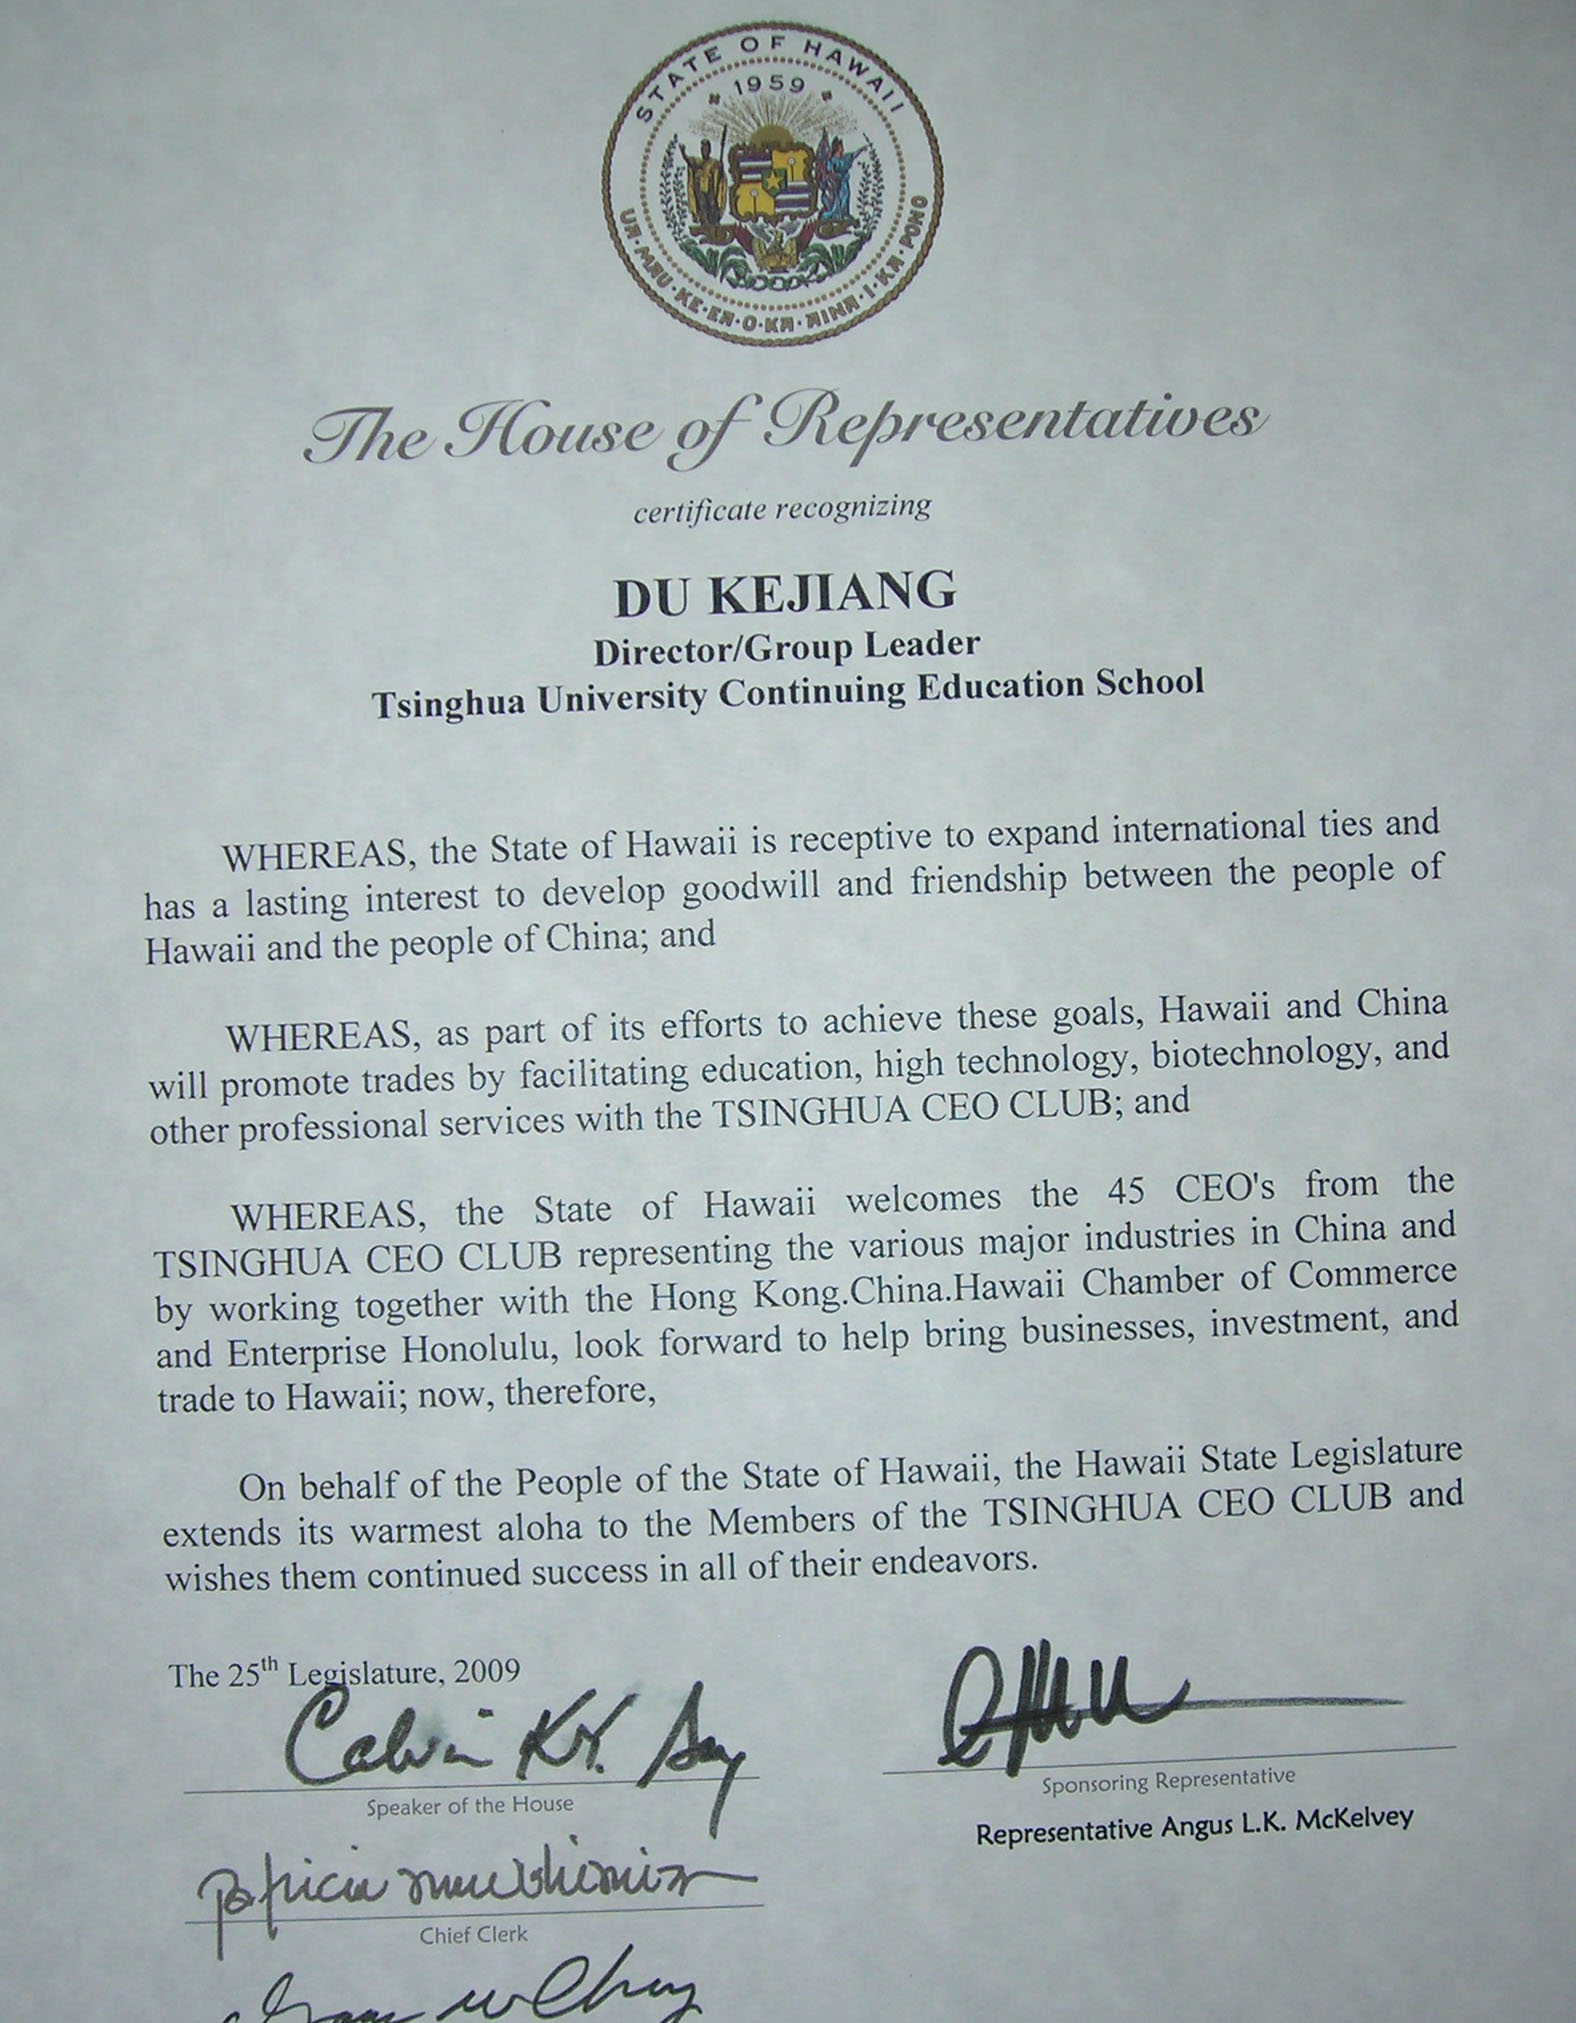 STATE OF HAWAII
1959
UA·MAU·KE·EA·O·KA·AINA·I·KA·PONO
The House of Representatives
certificate recognizing
DU KEJIANG
Director/Group Leader
Tsinghua University Continuing Education School
WHEREAS, the State of Hawaii is receptive to expand international ties and
has a lasting interest to develop goodwill and friendship between the people of
Hawaii and the people of China; and
WHEREAS, as part of its efforts to achieve these goals, Hawaii and China
will promote trades by facilitating education, high technology, biotechnology, and
other professional services with the TSINGHUA CEO CLUB; and
WHEREAS, the State of Hawaii welcomes the 45 CEO's from the
TSINGHUA CEO CLUB representing the various major industries in China and
by working together with the Hong Kong.China.Hawaii Chamber of Commerce
and Enterprise Honolulu, look forward to help bring businesses, investment, and
trade to Hawaii; now, therefore,
On behalf of the People of the State of Hawaii, the Hawaii State Legislature
extends its warmest aloha to the Members of the TSINGHUA CEO CLUB and
wishes them continued success in all of their endeavors.
The 25th Legislature, 2009
Calvin K.Y. Say
Speaker of the House
Sponsoring Representative
Representative Angus L.K. McKelvey
Patricia
Chief Clerk